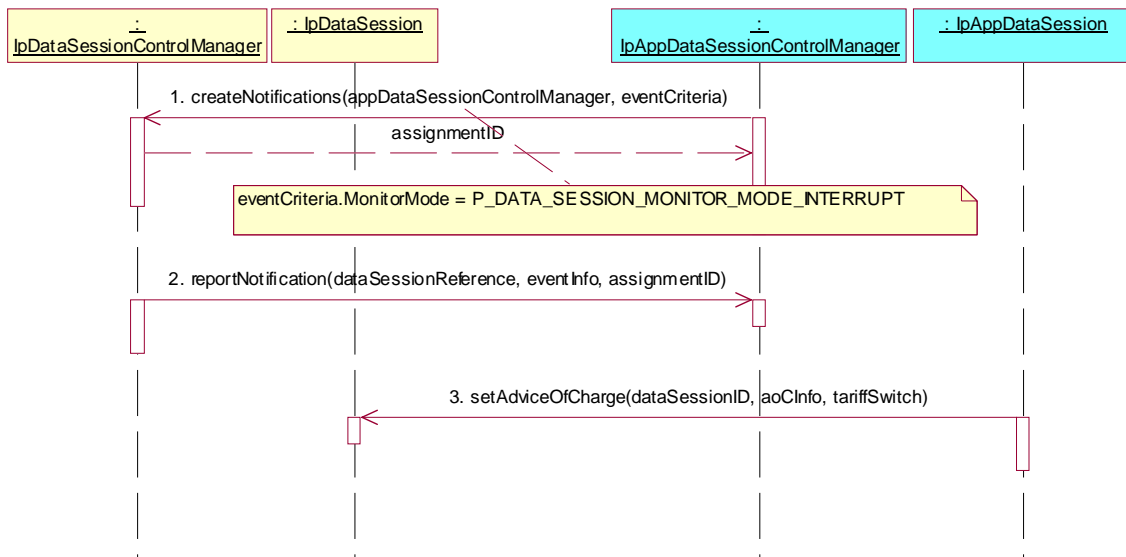 :
IpDataSessionControlManager
: IpDataSession
:
IpAppDataSessionControlManager
: IpAppDataSession
1. createNotifications(appDataSessionControlManager, eventCriteria)
assignmentID
eventCriteria.MonitorMode = P_DATA_SESSION_MONITOR_MODE_INTERRUPT
2. reportNotification(dataSessionReference, eventInfo, assignmentID)
3. setAdviceOfCharge(dataSessionID, aoCInfo, tariffSwitch)